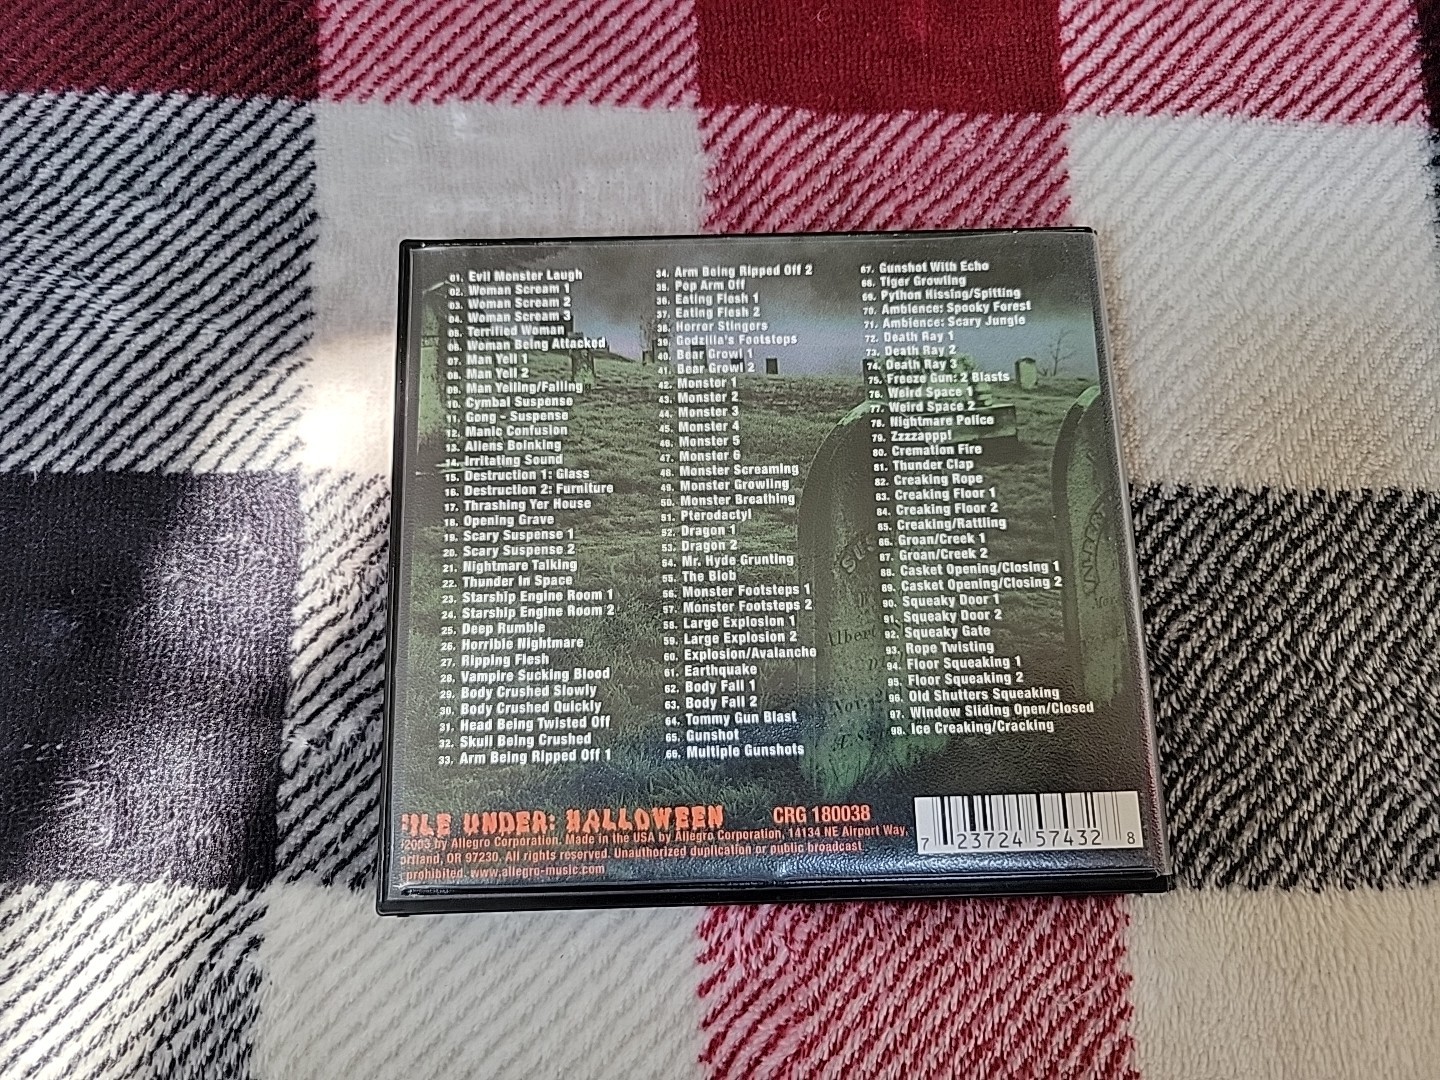 01. Evil Monster Laugh
02. Woman Scream 1
03. Woman Scream 2
04. Woman Scream 3
05. Terrified Woman
06. Woman Being Attacked
07. Man Yell 1
08. Man Yell 2
09. Man Yelling/Falling
10. Cymbal Suspense
11. Gong - Suspense
12. Manic Confusion
13. Aliens Boinking
14. Irritating Sound
15. Destruction 1: Glass
16. Destruction 2: Furniture
17. Thrashing Yer House
18. Opening Grave
19. Scary Suspense 1
20. Scary Suspense 2
21. Nightmare Talking
22. Thunder In Space
23. Starship Engine Room 1
24. Starship Engine Room 2
25. Deep Rumble
26. Horrible Nightmare
27. Ripping Flesh
28. Vampire Sucking Blood
29. Body Crushed Slowly
30. Body Crushed Quickly
31. Head Being Twisted Off
32. Skull Being Crushed
33. Arm Being Ripped Off 1
34. Arm Being Ripped Off 2
35. Pop Arm Off
36. Eating Flesh 1
37. Eating Flesh 2
38. Horror Stingers
39. Godzilla's Footsteps
40. Bear Growl 1
41. Bear Growl 2
42. Monster 1
43. Monster 2
44. Monster 3
45. Monster 4
46. Monster 5
47. Monster 6
48. Monster Screaming
49. Monster Growling
50. Monster Breathing
51. Pterodactyl
52. Dragon 1
53. Dragon 2
54. Mr. Hyde Grunting
55. The Blob
56. Monster Footsteps 1
57. Monster Footsteps 2
58. Large Explosion 1
59. Large Explosion 2
60. Explosion/Avalanche
61. Earthquake
62. Body Fall 1
63. Body Fall 2
64. Tommy Gun Blast
65. Gunshot
66. Multiple Gunshots
67. Gunshot With Echo
68. Tiger Growling
69. Python Hissing/Spitting
70. Ambience: Spooky Forest
71. Ambience: Scary Jungle
72. Death Ray 1
73. Death Ray 2
74. Death Ray 3
75. Freeze Gun: 2 Blasts
76. Weird Space 1
77. Weird Space 2
78. Nightmare Police
79. Zzzzappp!
80. Cremation Fire
81. Thunder Clap
82. Creaking Rope
83. Creaking Floor 1
84. Creaking Floor 2
85. Creaking/Rattling
86. Groan/Creek 1
87. Groan/Creek 2
88. Casket Opening/Closing 1
89. Casket Opening/Closing 2
90. Squeaky Door 1
91. Squeaky Door 2
92. Squeaky Gate
93. Rope Twisting
94. Floor Squeaking 1
95. Floor Squeaking 2
96. Old Shutters Squeaking
97. Window Sliding Open/Closed
98. Ice Creaking/Cracking
Albert
Nov.
ILE UNDER: HALLOWEEN CRG 180038
2003 by Allegro Corporation. Made in the USA by Allegro Corporation, 14134 NE Airport Way,
ortland, OR 97230. All rights reserved. Unauthorized duplication or public broadcast
prohibited. www.allegro-music.com
7 23724 57432 8